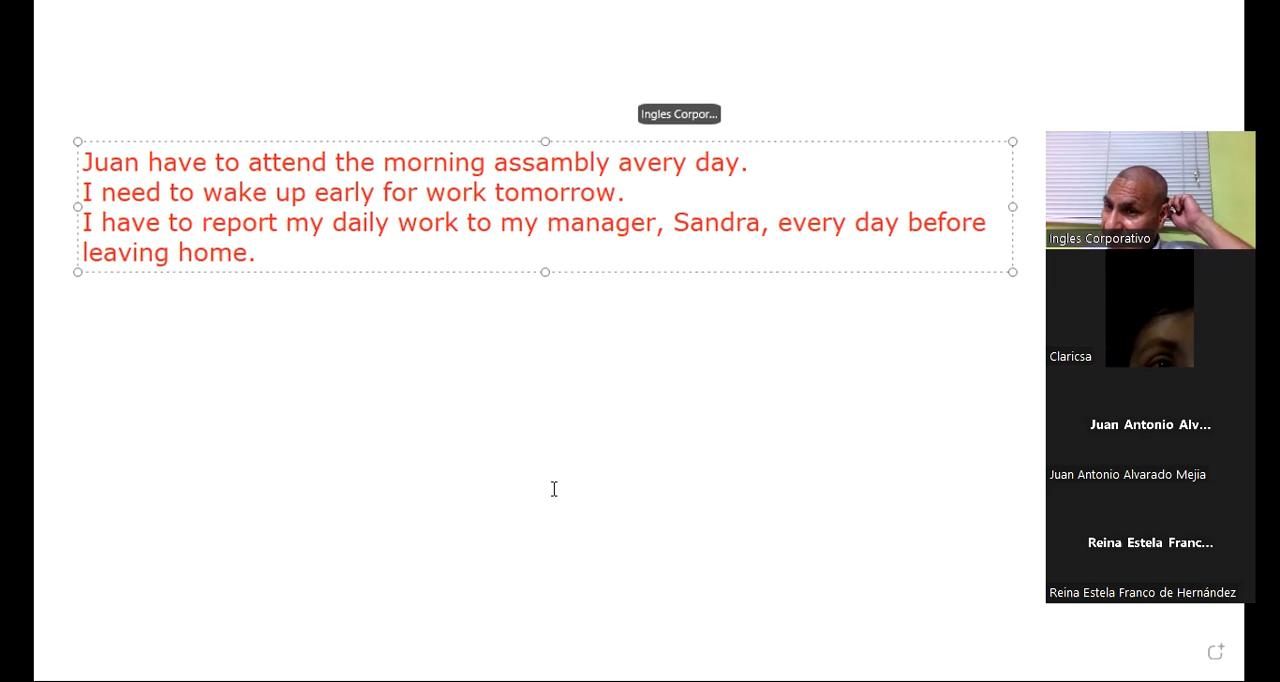 Ingles Corpor...
Juan have to attend the morning assambly avery day.
I need to wake up early for work tomorrow.
I have to report my daily work to my manager, Sandra, every day before
leaving home.
Ingles Corporativo
Claricsa
Juan Antonio Alv...
Juan Antonio Alvarado Mejia
Reina Estela Franc...
Reina Estela Franco de Hernández